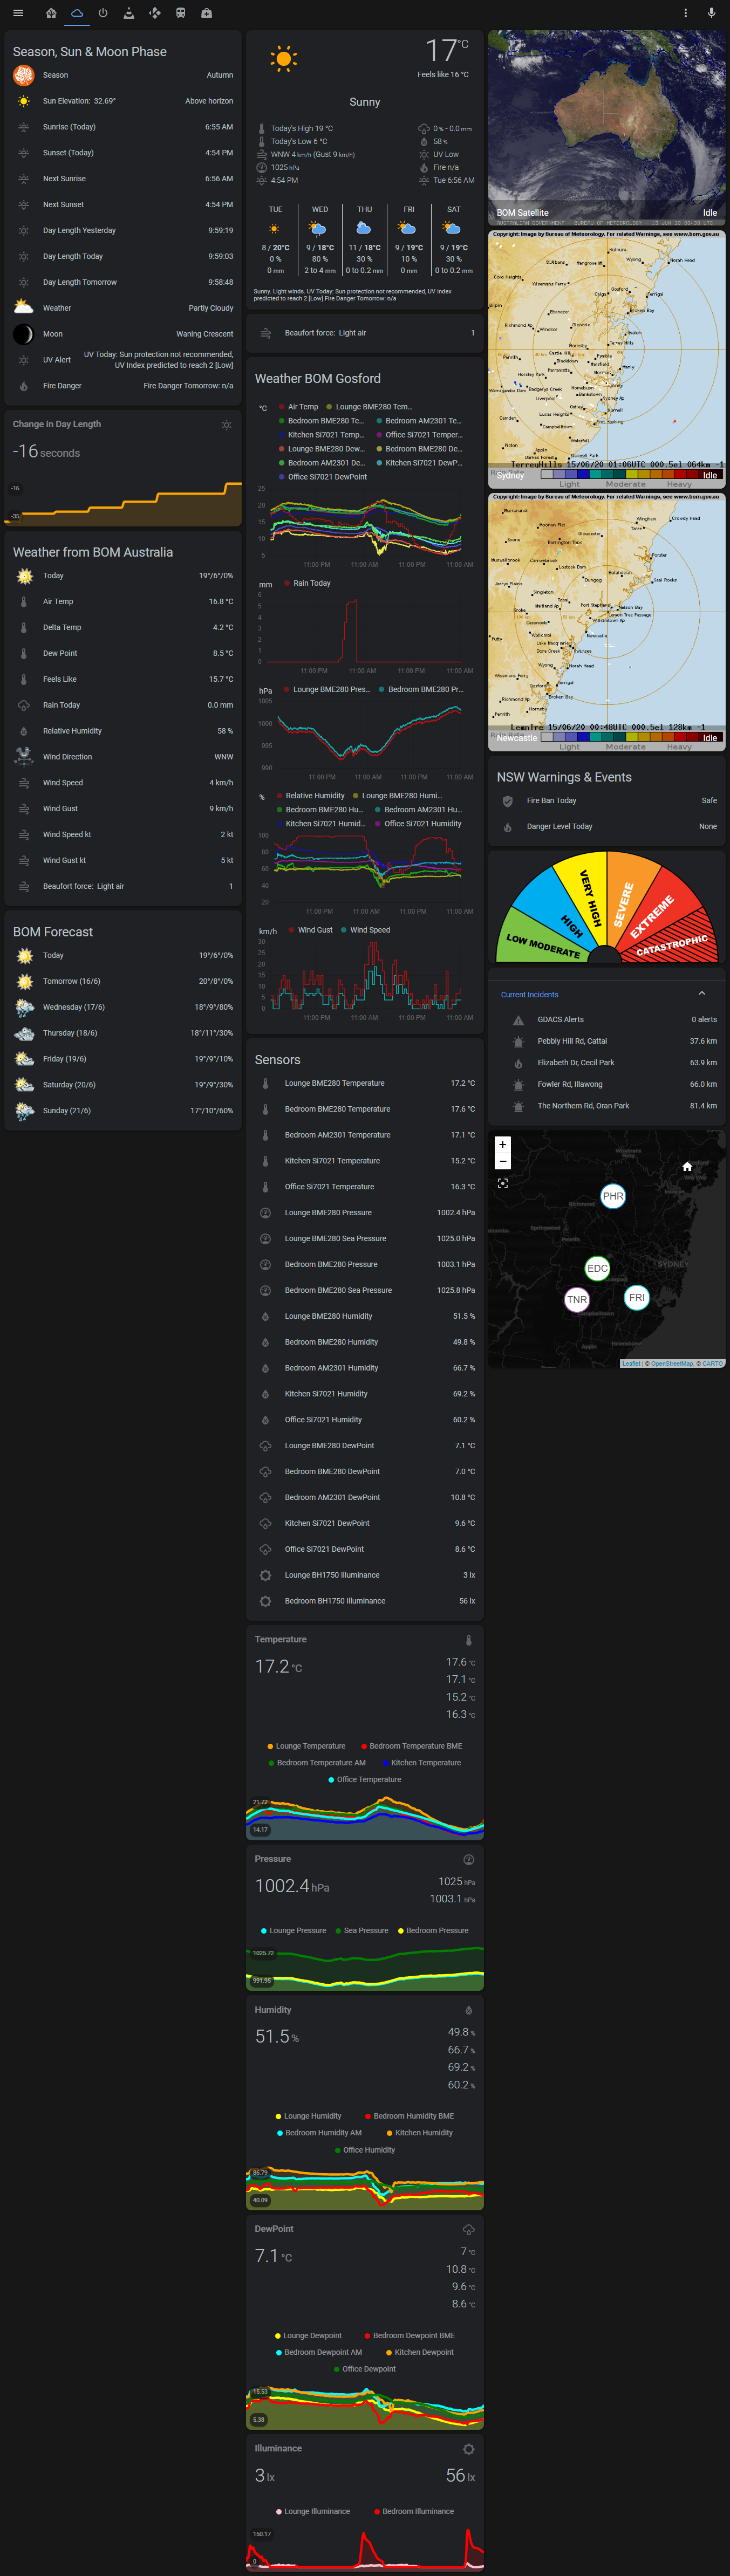 Season, Sun & Moon Phase
Season Autumn
Sun Elevation: 32.69° Above horizon
Sunrise (Today) 6:55 AM
Sunset (Today) 4:54 PM
Next Sunrise 6:56 AM
Next Sunset 4:54 PM
Day Length Yesterday 9:59:19
Day Length Today 9:59:03
Day Length Tomorrow 9:58:48
Weather Partly Cloudy
Moon Waning Crescent
UV Alert UV Today: Sun protection not recommended,
UV Index predicted to reach 2 [Low]
Fire Danger Fire Danger Tomorrow: n/a
Change in Day Length
-16 seconds
-16
Weather from BOM Australia
Today 19°/6°/0%
Air Temp 16.8 °C
Delta Temp 4.2 °C
Dew Point 8.5 °C
Feels Like 15.7 °C
Rain Today 0.0 mm
Relative Humidity 58 %
Wind Direction WNW
Wind Speed 4 km/h
Wind Gust 9 km/h
Wind Speed kt 2 kt
Wind Gust kt 5 kt
Beaufort force: Light air 1
BOM Forecast
Today 19°/6°/0%
Tomorrow (16/6) 20°/8°/0%
Wednesday (17/6) 18°/9°/80%
Thursday (18/6) 18°/11°/30%
Friday (19/6) 19°/9°/10%
Saturday (20/6) 19°/9°/30%
Sunday (21/6) 17°/10°/60%
17 °C
Feels like 16 °C
Sunny
Today's High 19 °C 0 % - 0.0 mm
Today's Low 6 °C 58 %
WNW 4 km/h (Gust 9 km/h) UV Low
1025 hPa Fire n/a
4:54 PM Tue 6:56 AM
TUE WED THU FRI SAT
8 / 20°C 9 / 18°C 11 / 18°C 9 / 19°C 9 / 19°C
0 % 80 % 30 % 10 % 30 %
0 mm 2 to 4 mm 0 to 0.2 mm 0 mm 0 to 0.2 mm
Sunny. Light winds. UV Today: Sun protection not recommended, UV Index
predicted to reach 2 [Low] Fire Danger Tomorrow: n/a
Beaufort force: Light air 1
Weather BOM Gosford
°C Air Temp Lounge BME280 Tem...
Bedroom BME280 Te... Bedroom AM2301 Te...
Kitchen Si7021 Temp... Office Si7021 Temper...
Lounge BME280 Dew... Bedroom BME280 De...
Bedroom AM2301 De... Kitchen Si7021 DewP...
Office Si7021 DewPoint
25
20
15
10
5
11:00 PM 11:00 AM 11:00 PM 11:00 AM
mm Rain Today
6
5
4
3
2
1
0
11:00 PM 11:00 AM 11:00 PM 11:00 AM
hPa Lounge BME280 Pres... Bedroom BME280 Pr...
1005
1000
995
990
11:00 PM 11:00 AM 11:00 PM 11:00 AM
% Relative Humidity Lounge BME280 Humi...
Bedroom BME280 Hu... Bedroom AM2301 Hu...
Kitchen Si7021 Humid... Office Si7021 Humidity
100
80
60
40
20
11:00 PM 11:00 AM 11:00 PM 11:00 AM
km/h Wind Gust Wind Speed
30
25
20
15
10
5
0
11:00 PM 11:00 AM 11:00 PM 11:00 AM
Sensors
Lounge BME280 Temperature 17.2 °C
Bedroom BME280 Temperature 17.6 °C
Bedroom AM2301 Temperature 17.1 °C
Kitchen Si7021 Temperature 15.2 °C
Office Si7021 Temperature 16.3 °C
Lounge BME280 Pressure 1002.4 hPa
Lounge BME280 Sea Pressure 1025.0 hPa
Bedroom BME280 Pressure 1003.1 hPa
Bedroom BME280 Sea Pressure 1025.8 hPa
Lounge BME280 Humidity 51.5 %
Bedroom BME280 Humidity 49.8 %
Bedroom AM2301 Humidity 66.7 %
Kitchen Si7021 Humidity 69.2 %
Office Si7021 Humidity 60.2 %
Lounge BME280 DewPoint 7.1 °C
Bedroom BME280 DewPoint 7.0 °C
Bedroom AM2301 DewPoint 10.8 °C
Kitchen Si7021 DewPoint 9.6 °C
Office Si7021 DewPoint 8.6 °C
Lounge BH1750 Illuminance 3 lx
Bedroom BH1750 Illuminance 56 lx
Temperature
17.2 °C 17.6 °C
17.1 °C
15.2 °C
16.3 °C
Lounge Temperature Bedroom Temperature BME
Bedroom Temperature AM Kitchen Temperature
Office Temperature
21.72
14.17
Pressure
1002.4 hPa 1025 hPa
1003.1 hPa
Lounge Pressure Sea Pressure Bedroom Pressure
1025.72
991.95
Humidity
51.5 % 49.8 %
66.7 %
69.2 %
60.2 %
Lounge Humidity Bedroom Humidity BME
Bedroom Humidity AM Kitchen Humidity
Office Humidity
86.79
40.09
DewPoint
7.1 °C 7 °C
10.8 °C
9.6 °C
8.6 °C
Lounge Dewpoint Bedroom Dewpoint BME
Bedroom Dewpoint AM Kitchen Dewpoint
Office Dewpoint
15.53
5.38
Illuminance
3 lx 56 lx
Lounge Illuminance Bedroom Illuminance
150.17
0
BOM Satellite Idle
Copyright: Image by Bureau of Meteorology. For related Warnings, see www.bom.gov.au
TerreyHills 15/06/20 01:06UTC 000.5el 064km -1
Sydney Idle
Light Moderate Heavy
Copyright: Image by Bureau of Meteorology. For related Warnings, see www.bom.gov.au
LemnTre 15/06/20 00:48UTC 000.5el 128km -1
Newcastle Idle
Light Moderate Heavy
NSW Warnings & Events
Fire Ban Today Safe
Danger Level Today None
LOW MODERATE
HIGH
VERY HIGH
SEVERE
EXTREME
CATASTROPHIC
Current Incidents
GDACS Alerts 0 alerts
Pebbly Hill Rd, Cattai 37.6 km
Elizabeth Dr, Cecil Park 63.9 km
Fowler Rd, Illawong 66.0 km
The Northern Rd, Oran Park 81.4 km
+
−
PHR
EDC
SYDNEY
TNR
FRI
Leaflet | © OpenStreetMap, © CARTO